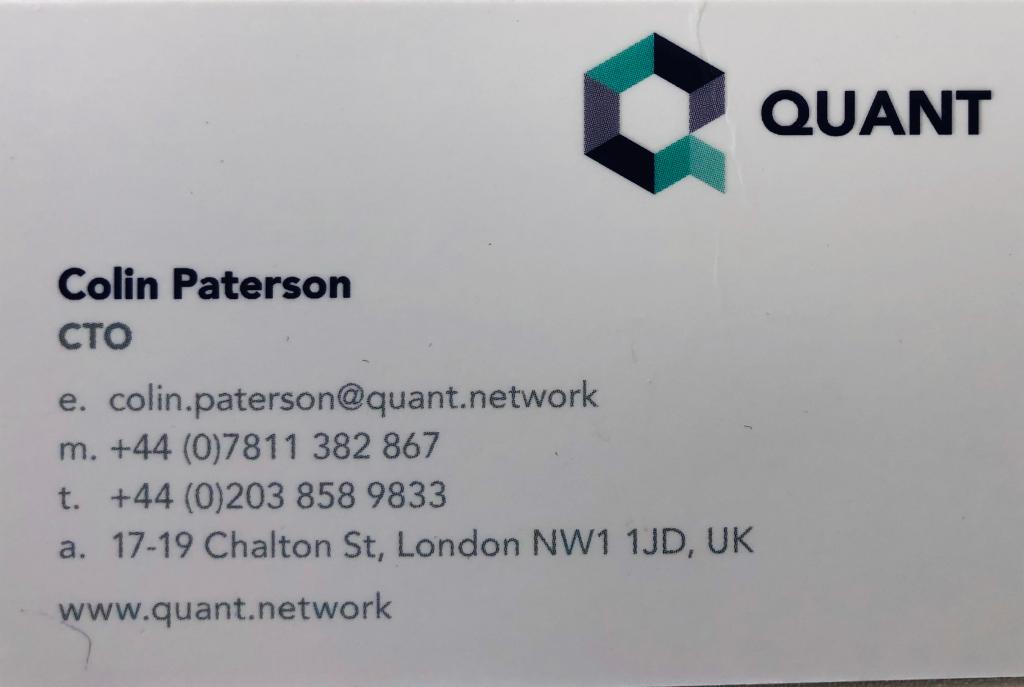 QUANT
Colin Paterson
CTO
e. colin.paterson@quant.network
m. +44 (0)7811 382 867
t. +44 (0)203 858 9833
a. 17-19 Chalton St, London NW1 1JD, UK
www.quant.network